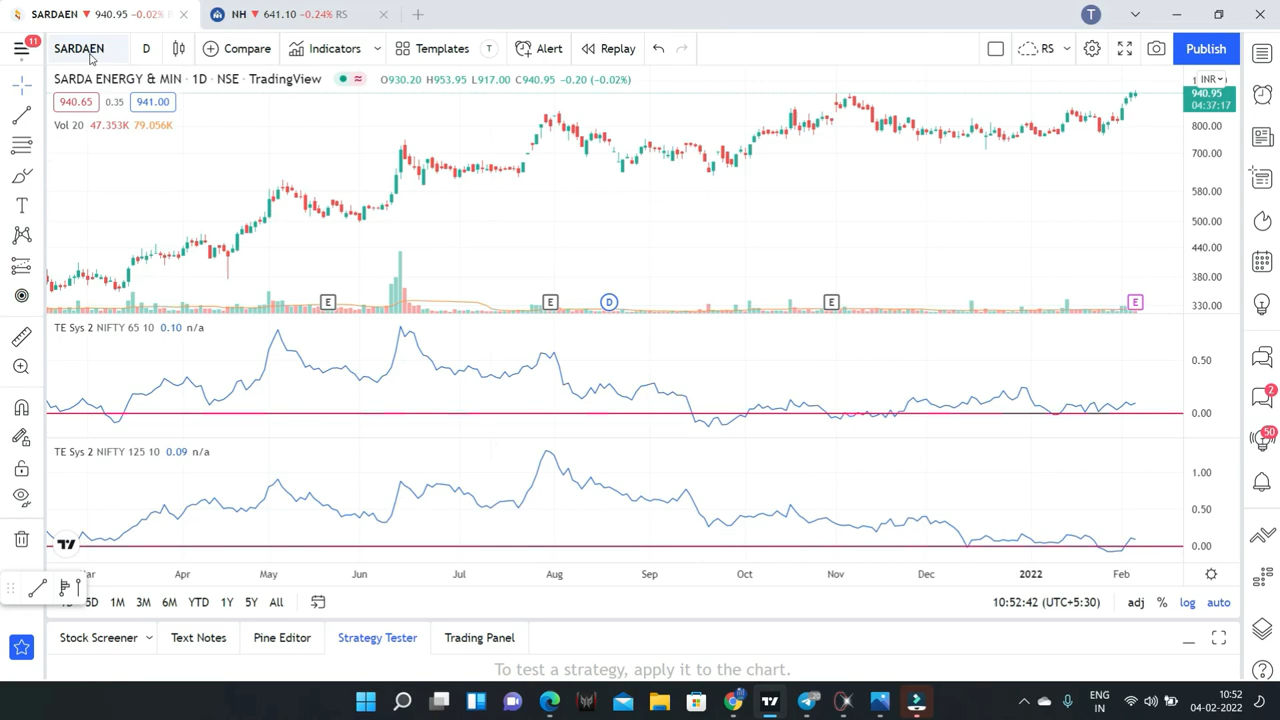 SARDAEN ▼ 940.95 −0.02% PA
NH ▼ 641.10 −0.24% RS
T
11
SARDAEN
D
Compare
Indicators
Templates
T
Alert
Replay
RS
Publish
SARDA ENERGY & MIN · 1D · NSE · TradingView
O930.20 H953.95 L917.00 C940.95 −0.20 (−0.02%)
INR
940.65 0.35 941.00
940.95
04:37:17
Vol 20 47.353K 79.056K
800.00
700.00
580.00
500.00
440.00
380.00
330.00
E E D E E
TE Sys 2 NIFTY 65 10 0.10 n/a
0.50
0.00
2
50
TE Sys 2 NIFTY 125 10 0.09 n/a
1.00
0.50
0.00
Apr May Jun Jul Aug Sep Oct Nov Dec 2022 Feb
5D 1M 3M 6M YTD 1Y 5Y All
10:52:42 (UTC+5:30) adj % log auto
Stock Screener Text Notes Pine Editor Strategy Tester Trading Panel
To test a strategy, apply it to the chart.
ENG
IN
10:52
04-02-2022